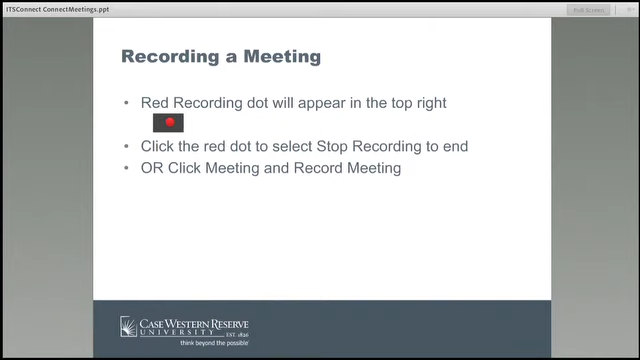 ITSConnect ConnectMeetings.ppt
Full Screen
Recording a Meeting
• Red Recording dot will appear in the top right
• Click the red dot to select Stop Recording to end
• OR Click Meeting and Record Meeting
CASE WESTERN RESERVE
UNIVERSITY EST. 1826
think beyond the possible®